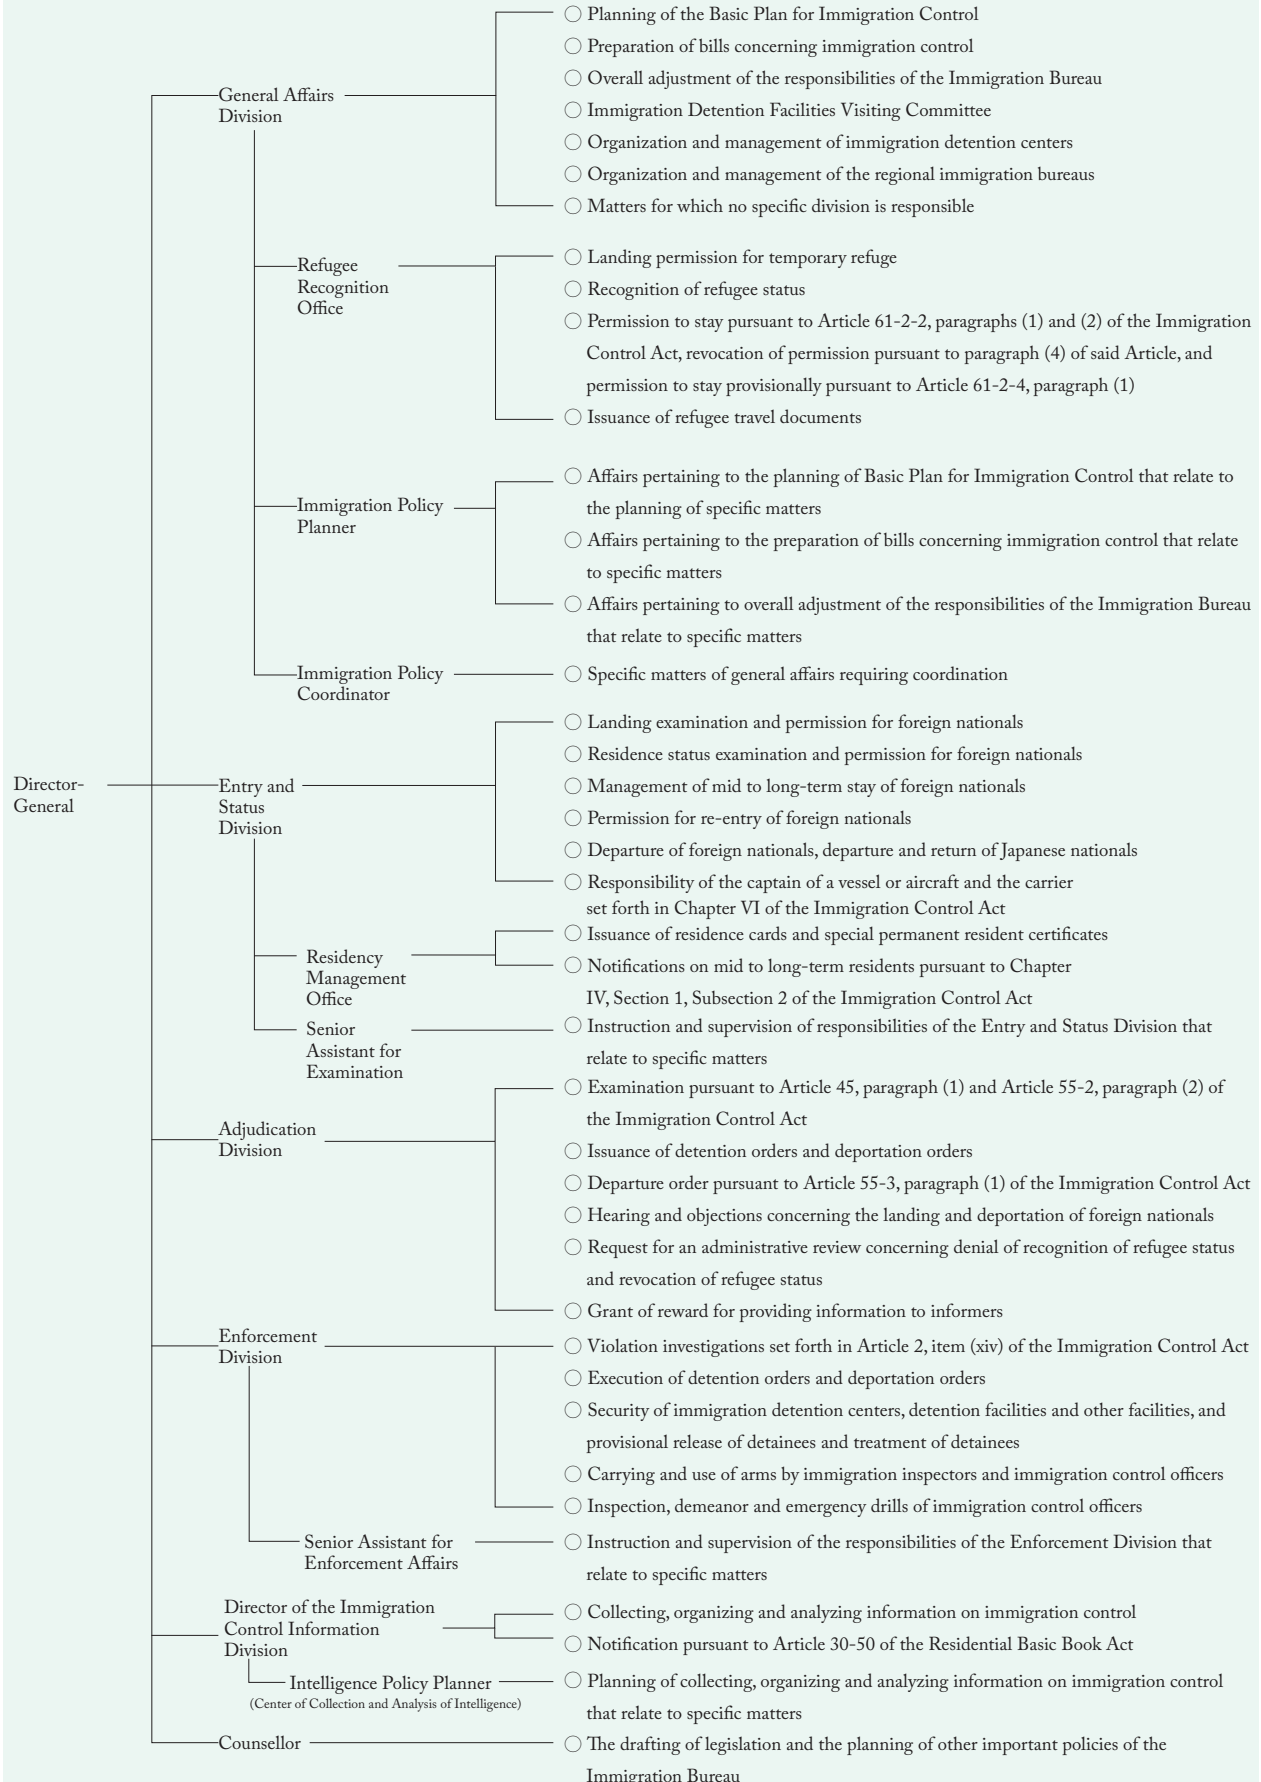 ○ Planning of the Basic Plan for Immigration Control
○ Preparation of bills concerning immigration control
○ Overall adjustment of the responsibilities of the Immigration Bureau
General Affairs
Division
○ Immigration Detention Facilities Visiting Committee
○ Organization and management of immigration detention centers
○ Organization and management of the regional immigration bureaus
○ Matters for which no specific division is responsible
Refugee
Recognition
Office
○ Landing permission for temporary refuge
○ Recognition of refugee status
○ Permission to stay pursuant to Article 61-2-2, paragraphs (1) and (2) of the Immigration
Control Act, revocation of permission pursuant to paragraph (4) of said Article, and
permission to stay provisionally pursuant to Article 61-2-4, paragraph (1)
○ Issuance of refugee travel documents
Immigration Policy
Planner
○ Affairs pertaining to the planning of Basic Plan for Immigration Control that relate to
the planning of specific matters
○ Affairs pertaining to the preparation of bills concerning immigration control that relate
to specific matters
○ Affairs pertaining to overall adjustment of the responsibilities of the Immigration Bureau
that relate to specific matters
Immigration Policy
Coordinator
○ Specific matters of general affairs requiring coordination
Director-
General
Entry and
Status
Division
○ Landing examination and permission for foreign nationals
○ Residence status examination and permission for foreign nationals
○ Management of mid to long-term stay of foreign nationals
○ Permission for re-entry of foreign nationals
○ Departure of foreign nationals, departure and return of Japanese nationals
○ Responsibility of the captain of a vessel or aircraft and the carrier
set forth in Chapter VI of the Immigration Control Act
Residency
Management
Office
○ Issuance of residence cards and special permanent resident certificates
○ Notifications on mid to long-term residents pursuant to Chapter
IV, Section 1, Subsection 2 of the Immigration Control Act
Senior
Assistant for
Examination
○ Instruction and supervision of responsibilities of the Entry and Status Division that
relate to specific matters
Adjudication
Division
○ Examination pursuant to Article 45, paragraph (1) and Article 55-2, paragraph (2) of
the Immigration Control Act
○ Issuance of detention orders and deportation orders
○ Departure order pursuant to Article 55-3, paragraph (1) of the Immigration Control Act
○ Hearing and objections concerning the landing and deportation of foreign nationals
○ Request for an administrative review concerning denial of recognition of refugee status
and revocation of refugee status
○ Grant of reward for providing information to informers
Enforcement
Division
○ Violation investigations set forth in Article 2, item (xiv) of the Immigration Control Act
○ Execution of detention orders and deportation orders
○ Security of immigration detention centers, detention facilities and other facilities, and
provisional release of detainees and treatment of detainees
○ Carrying and use of arms by immigration inspectors and immigration control officers
○ Inspection, demeanor and emergency drills of immigration control officers
Senior Assistant for
Enforcement Affairs
○ Instruction and supervision of the responsibilities of the Enforcement Division that
relate to specific matters
Director of the Immigration
Control Information
Division
○ Collecting, organizing and analyzing information on immigration control
○ Notification pursuant to Article 30-50 of the Residential Basic Book Act
Intelligence Policy Planner
(Center of Collection and Analysis of Intelligence)
○ Planning of collecting, organizing and analyzing information on immigration control
that relate to specific matters
Counsellor
○ The drafting of legislation and the planning of other important policies of the
Immigration Bureau